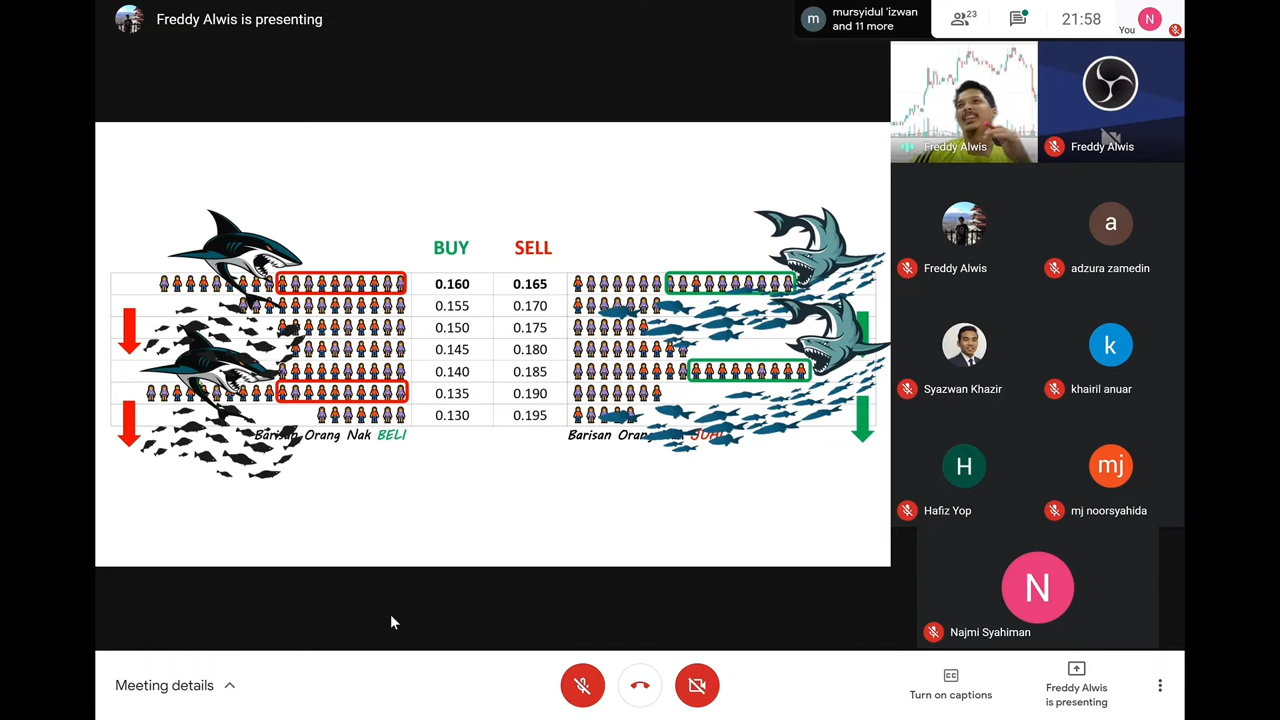 Freddy Alwis is presenting
m
mursyidul 'izwan
and 11 more
23
21:58
You
N
Freddy Alwis
Freddy Alwis
BUY
SELL
0.160
0.165
0.155
0.170
0.150
0.175
0.145
0.180
0.140
0.185
0.135
0.190
0.130
0.195
Barisan Orang Nak BELI
Barisan Orang
a
Freddy Alwis
adzura zamedin
k
Syazwan Khazir
khairil anuar
H
mj
Hafiz Yop
mj noorsyahida
N
Najmi Syahiman
Meeting details
CC
Turn on captions
Freddy Alwis
is presenting